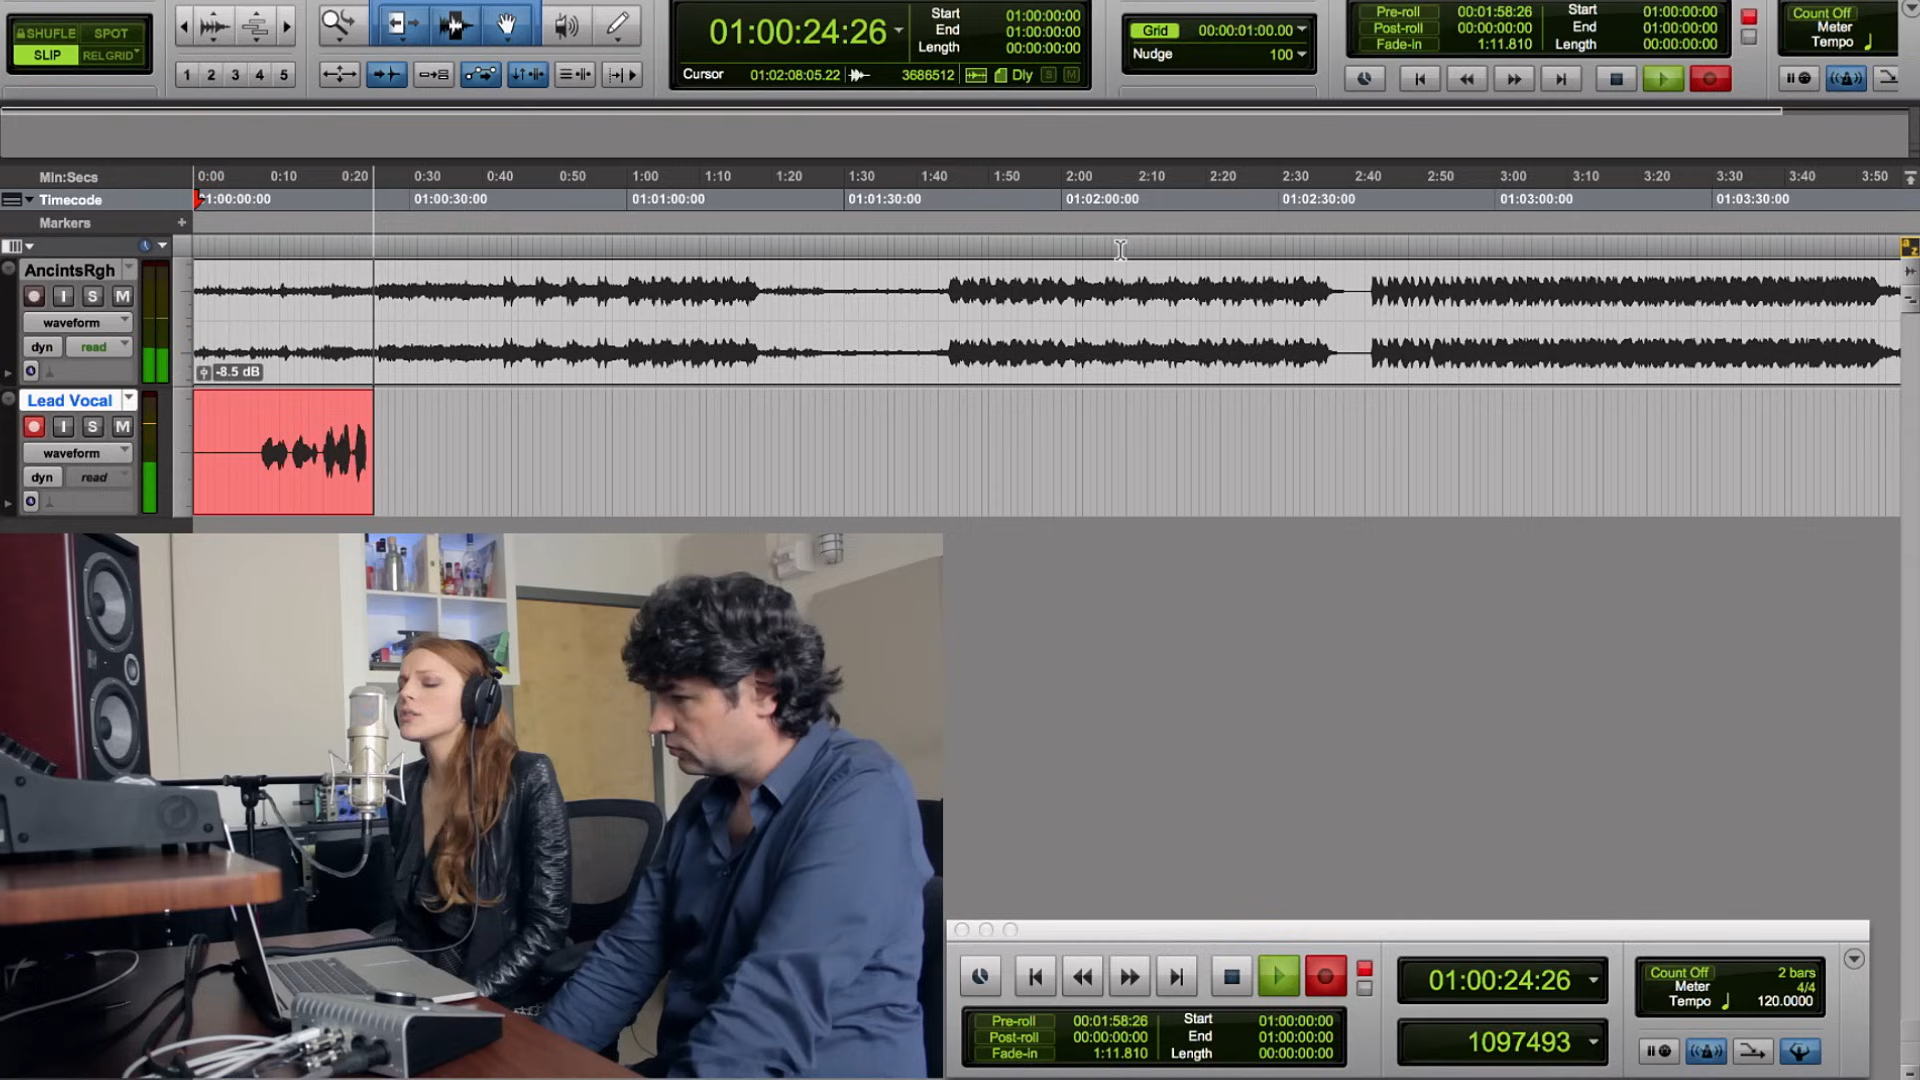 SHUFFLE SPOT
SLIP RELGRID
1 2 3 4 5
01:00:24:26
Start 01:00:00:00
End 01:00:00:00
Length 00:00:00:00
Cursor 01:02:08:05.22 3686512 Dly S M
Grid 00:00:01:00.00
Nudge 100
Pre-roll 00:01:58:26
Post-roll 00:00:00:00
Fade-in 1:11.810
Start 01:00:00:00
End 01:00:00:00
Length 00:00:00:00
Count Off
Meter
Tempo
Min:Secs 0:00 0:10 0:20 0:30 0:40 0:50 1:00 1:10 1:20 1:30 1:40 1:50 2:00 2:10 2:20 2:30 2:40 2:50 3:00 3:10 3:20 3:30 3:40 3:50
Timecode 1:00:00:00 01:00:30:00 01:01:00:00 01:01:30:00 01:02:00:00 01:02:30:00 01:03:00:00 01:03:30:00
Markers +
a z
AncintsRgh
I S M
waveform
dyn read
-8.5 dB
Lead Vocal
I S M
waveform
dyn read
01:00:24:26
Count Off 2 bars
Meter 4/4
Tempo 120.0000
Pre-roll 00:01:58:26
Post-roll 00:00:00:00
Fade-in 1:11.810
Start 01:00:00:00
End 01:00:00:00
Length 00:00:00:00
1097493